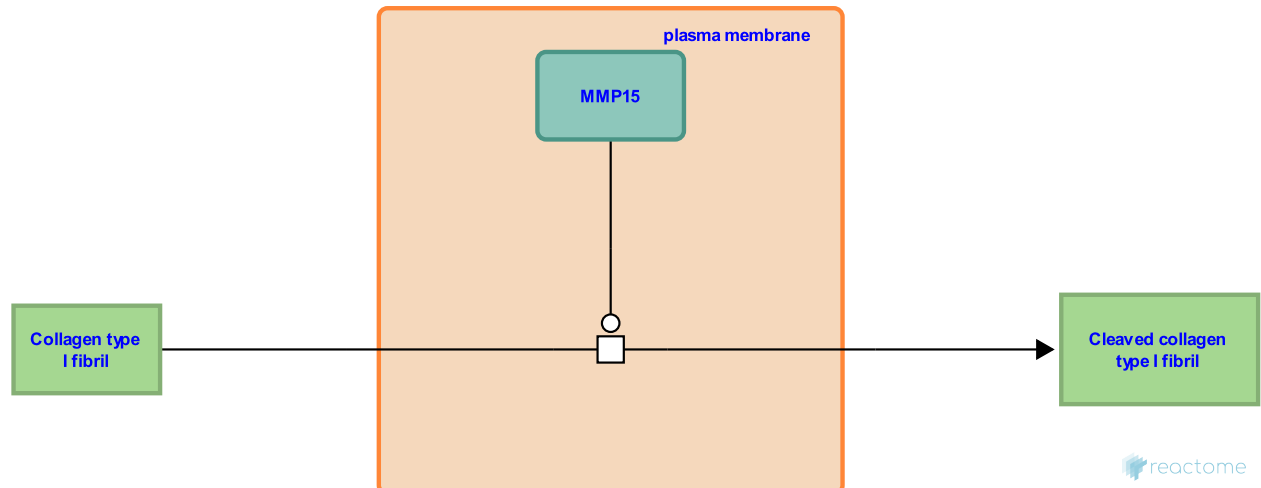 plasma membrane
MMP15
Collagen type
I fibril
Cleaved collagen
type I fibril
reactome